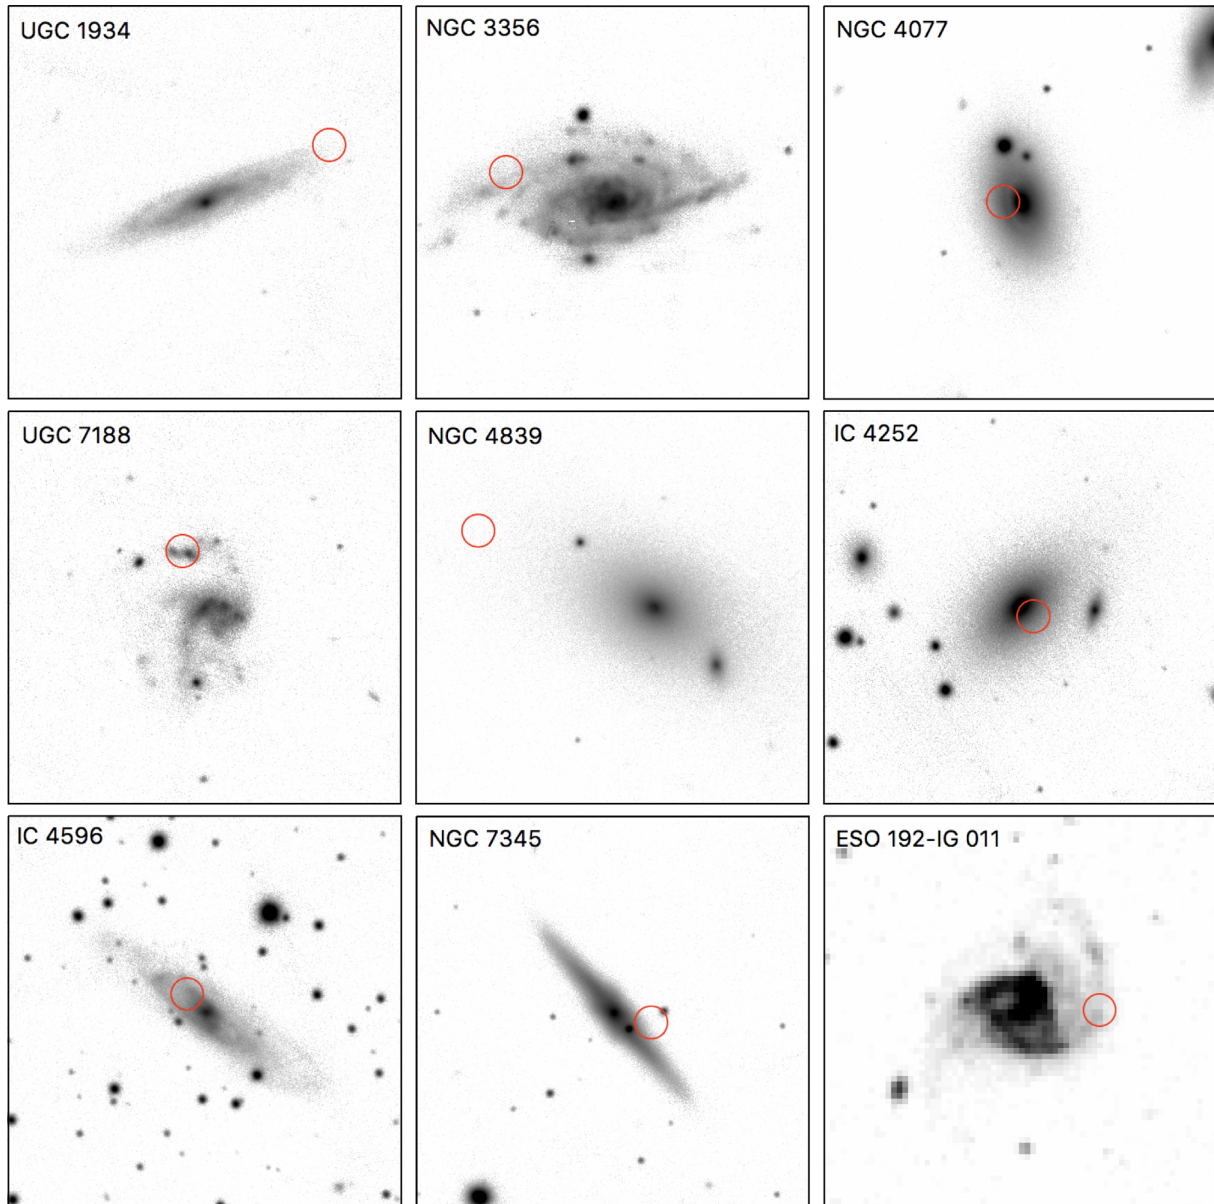 UGC 1934
NGC 3356
NGC 4077
UGC 7188
NGC 4839
IC 4252
IC 4596
NGC 7345
ESO 192-IG 011